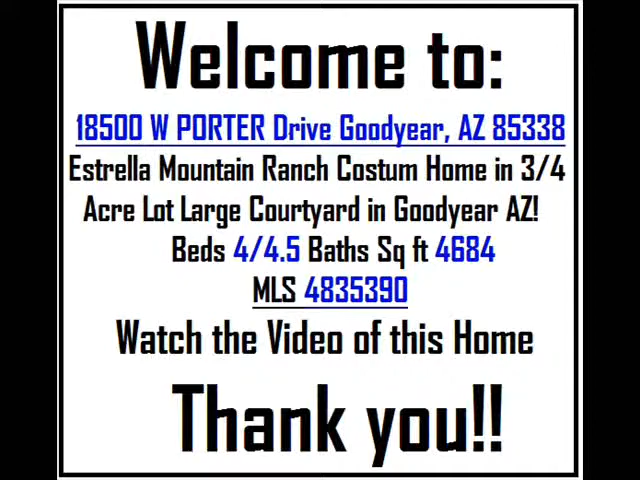 Welcome to:
18500 W PORTER Drive Goodyear, AZ 85338
Estrella Mountain Ranch Costum Home in 3/4
Acre Lot Large Courtyard in Goodyear AZ!
Beds 4/4.5 Baths Sq ft 4684
MLS 4835390
Watch the Video of this Home
Thank you!!